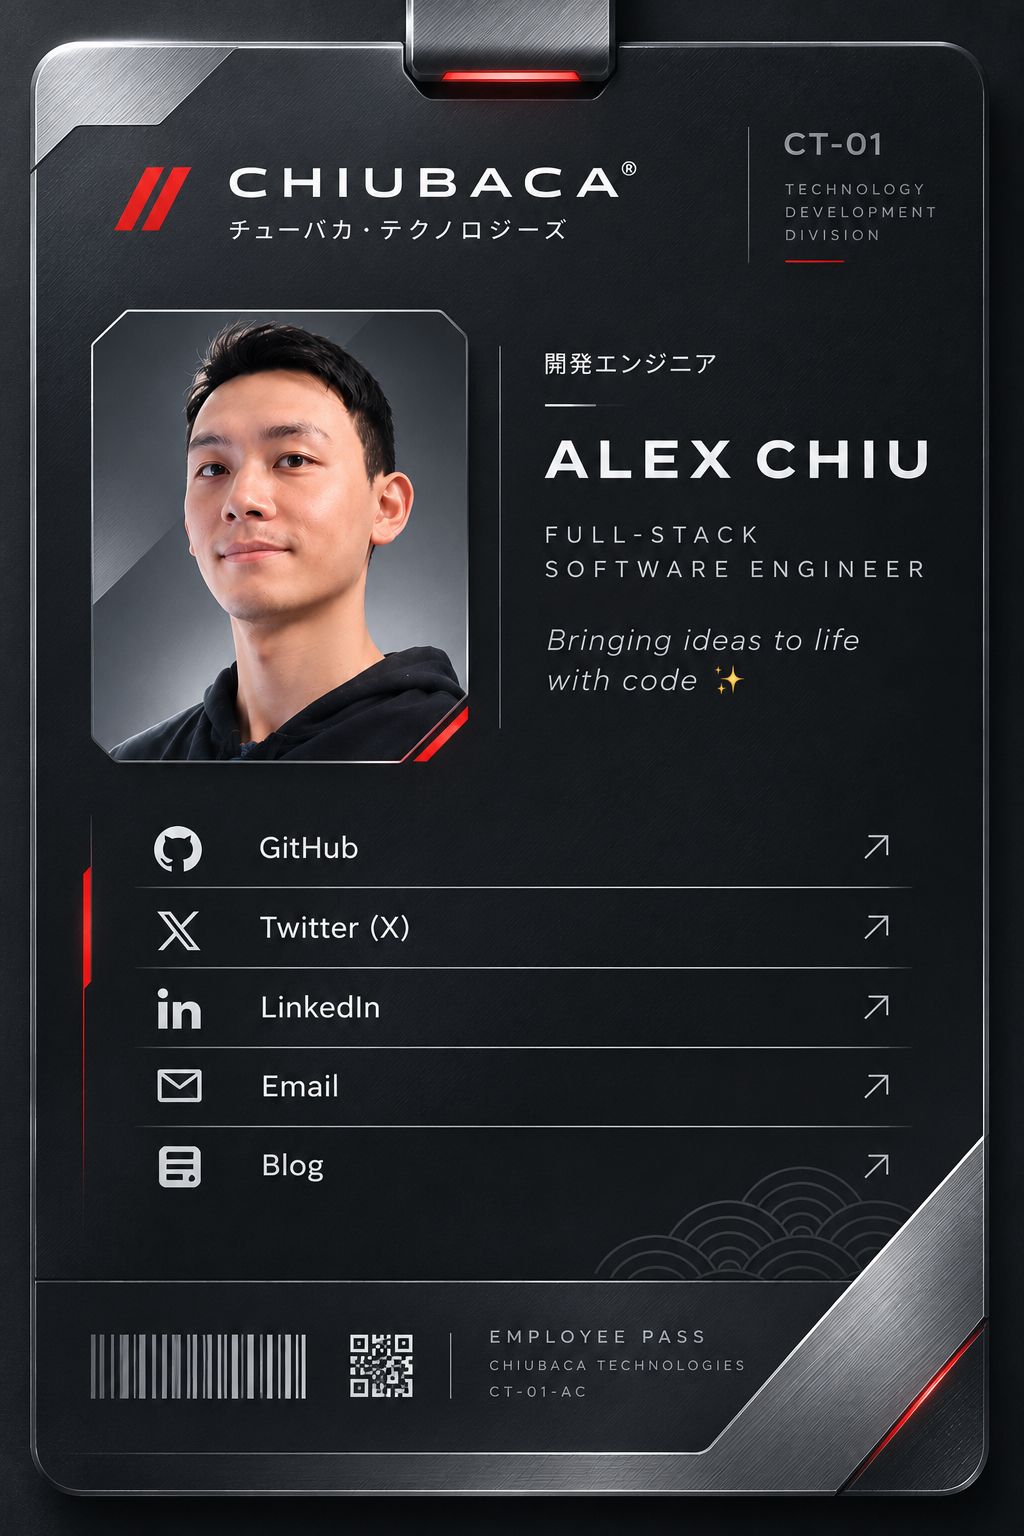 CHIUBACA®
チューバカ・テクノロジーズ
CT-01
TECHNOLOGY
DEVELOPMENT
DIVISION
開発エンジニア
ALEX CHIU
FULL-STACK
SOFTWARE ENGINEER
Bringing ideas to life
with code ✨
GitHub
Twitter (X)
LinkedIn
Email
Blog
EMPLOYEE PASS
CHIUBACA TECHNOLOGIES
CT-01-AC